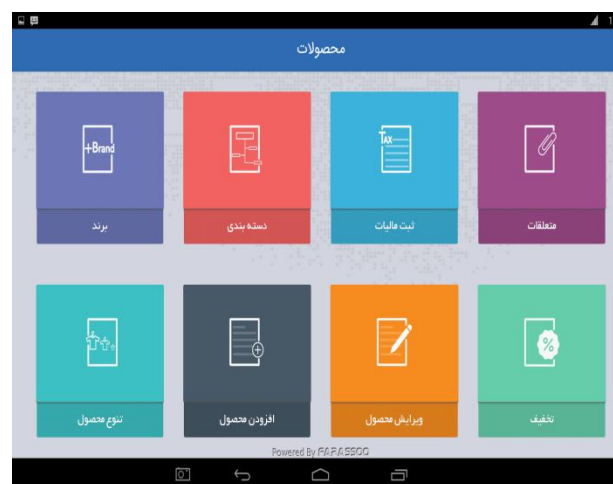 محصولات
+Brand
TAX
متعلقات
ثبت مالیات
دسته بندی
برند
%
تخفیف
ویرایش محصول
افزودن محصول
تنوع محصول
Powered By FARASSOO